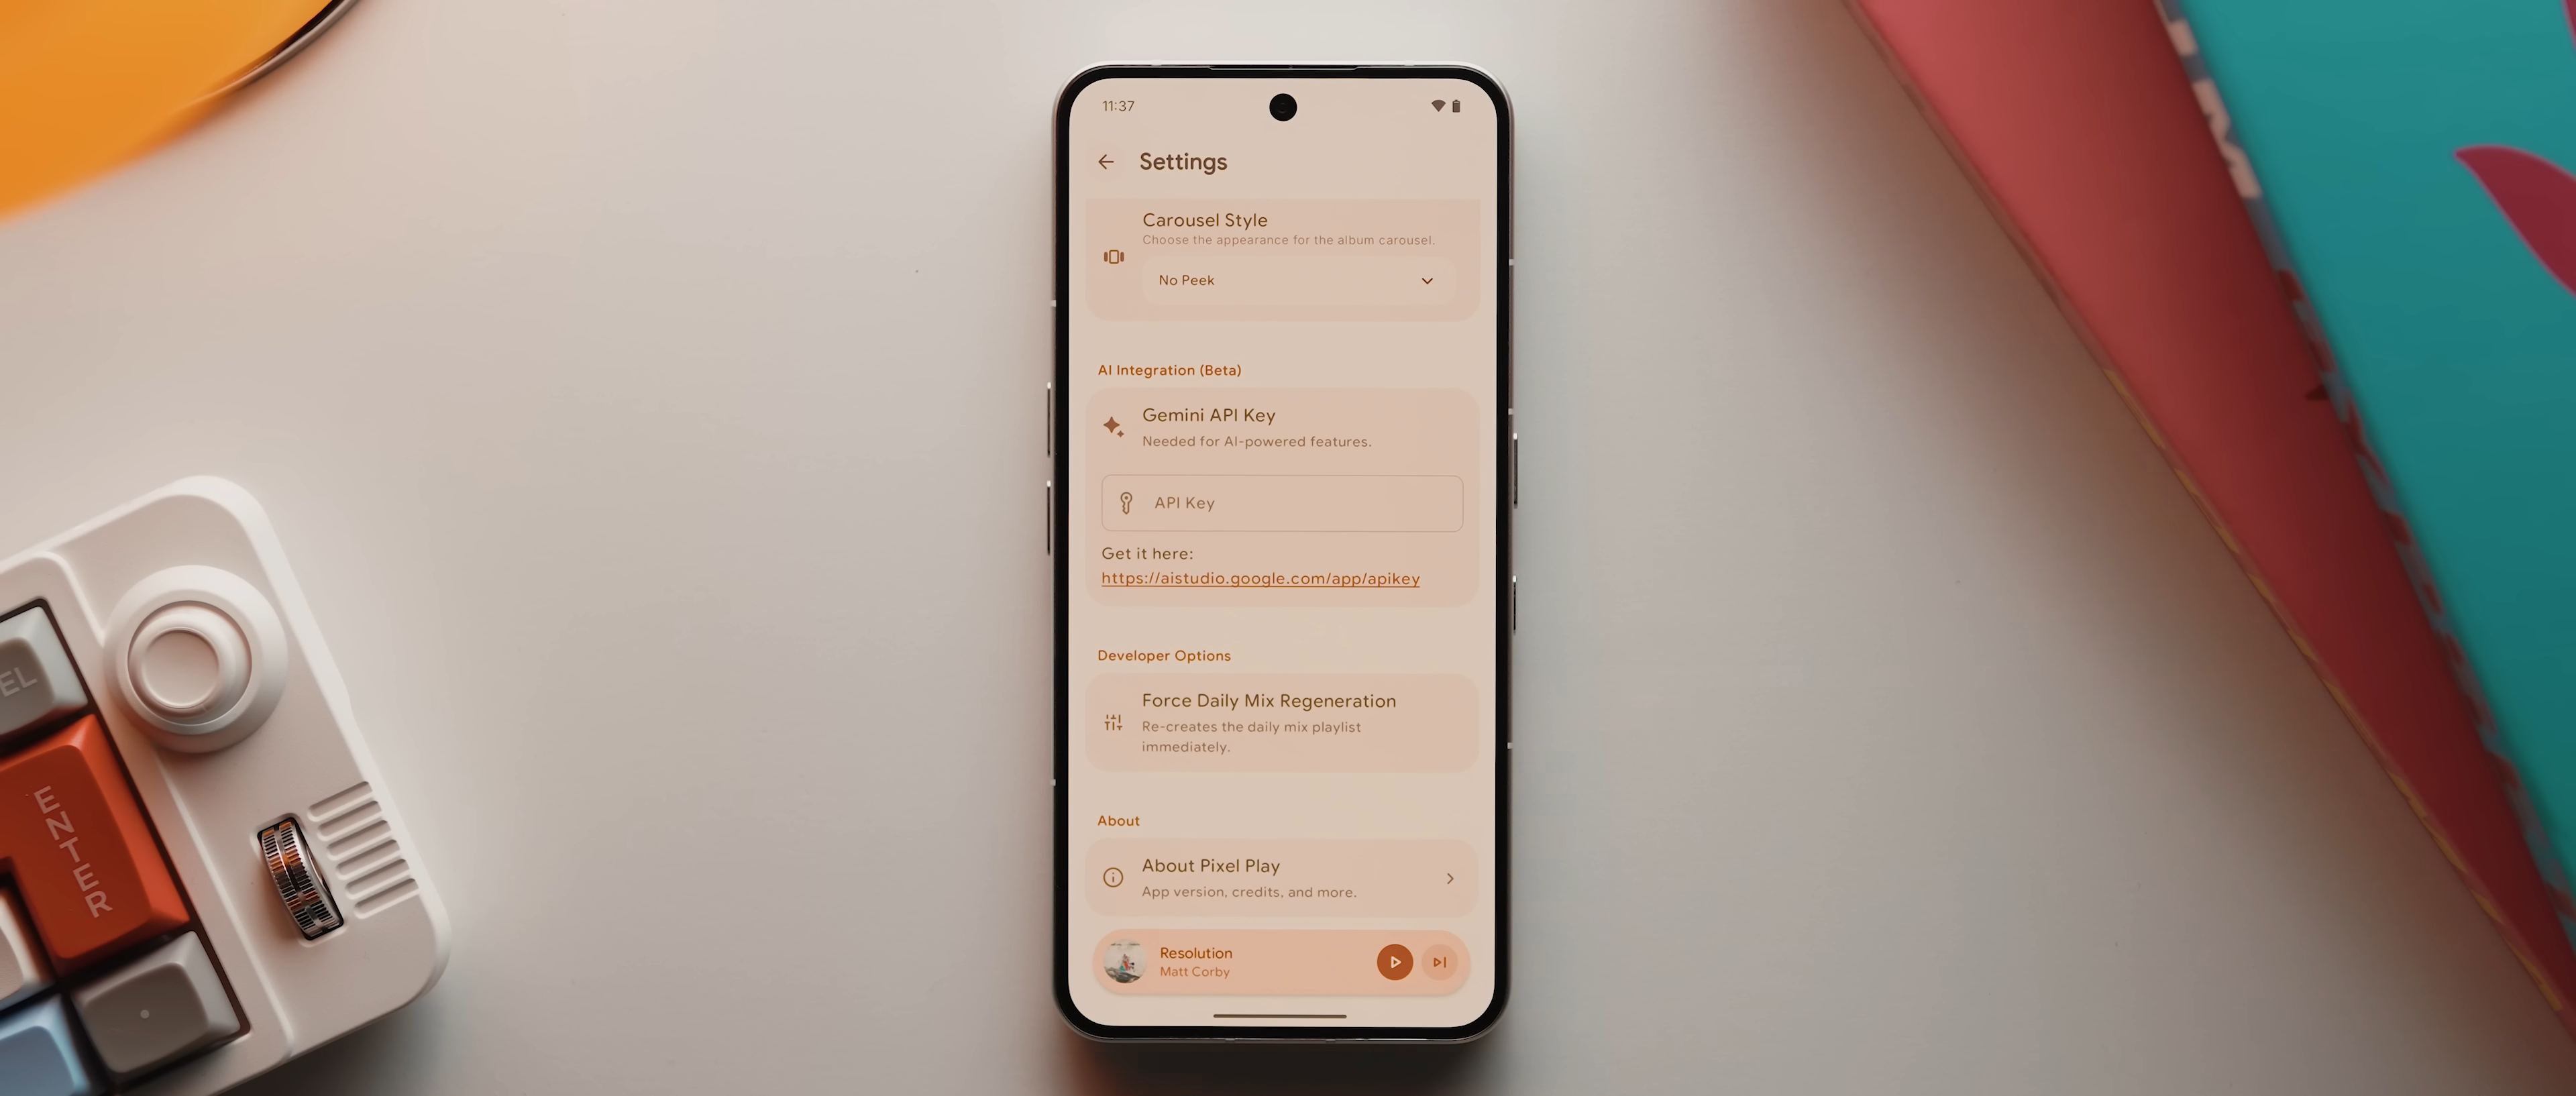 11:37
Settings
Carousel Style
Choose the appearance for the album carousel.
No Peek
AI Integration (Beta)
Gemini API Key
Needed for AI-powered features.
API Key
Get it here:
https://aistudio.google.com/app/apikey
Developer Options
Force Daily Mix Regeneration
Re-creates the daily mix playlist
immediately.
About
About Pixel Play
App version, credits, and more.
Resolution
Matt Corby
EL
ENTER